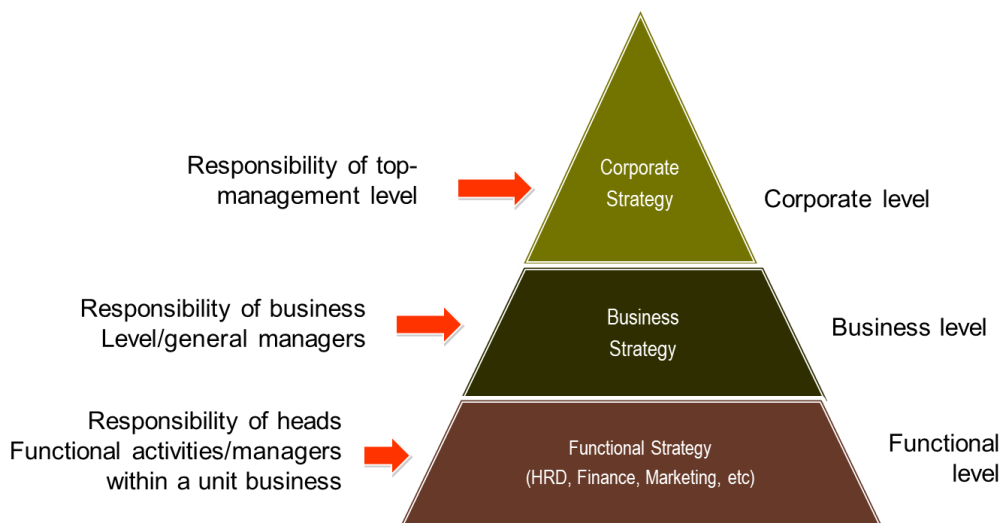 Responsibility of top-
management level
Corporate
Strategy
Corporate level
Responsibility of business
Level/general managers
Business
Strategy
Business level
Responsibility of heads
Functional activities/managers
within a unit business
Functional Strategy
(HRD, Finance, Marketing, etc)
Functional
level